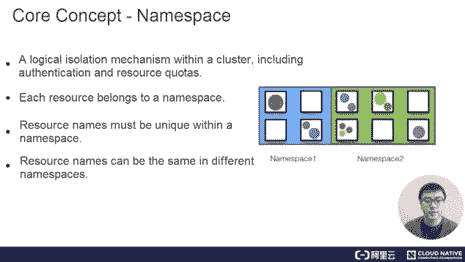 Core Concept - Namespace
A logical isolation mechanism within a cluster, including
authentication and resource quotas.
Each resource belongs to a namespace.
Resource names must be unique within a
namespace.
Resource names can be the same in different
namespaces.
Namespace1
Namespace2
阿里云
CLOUD NATIVE
COMPUTING FOUNDATION